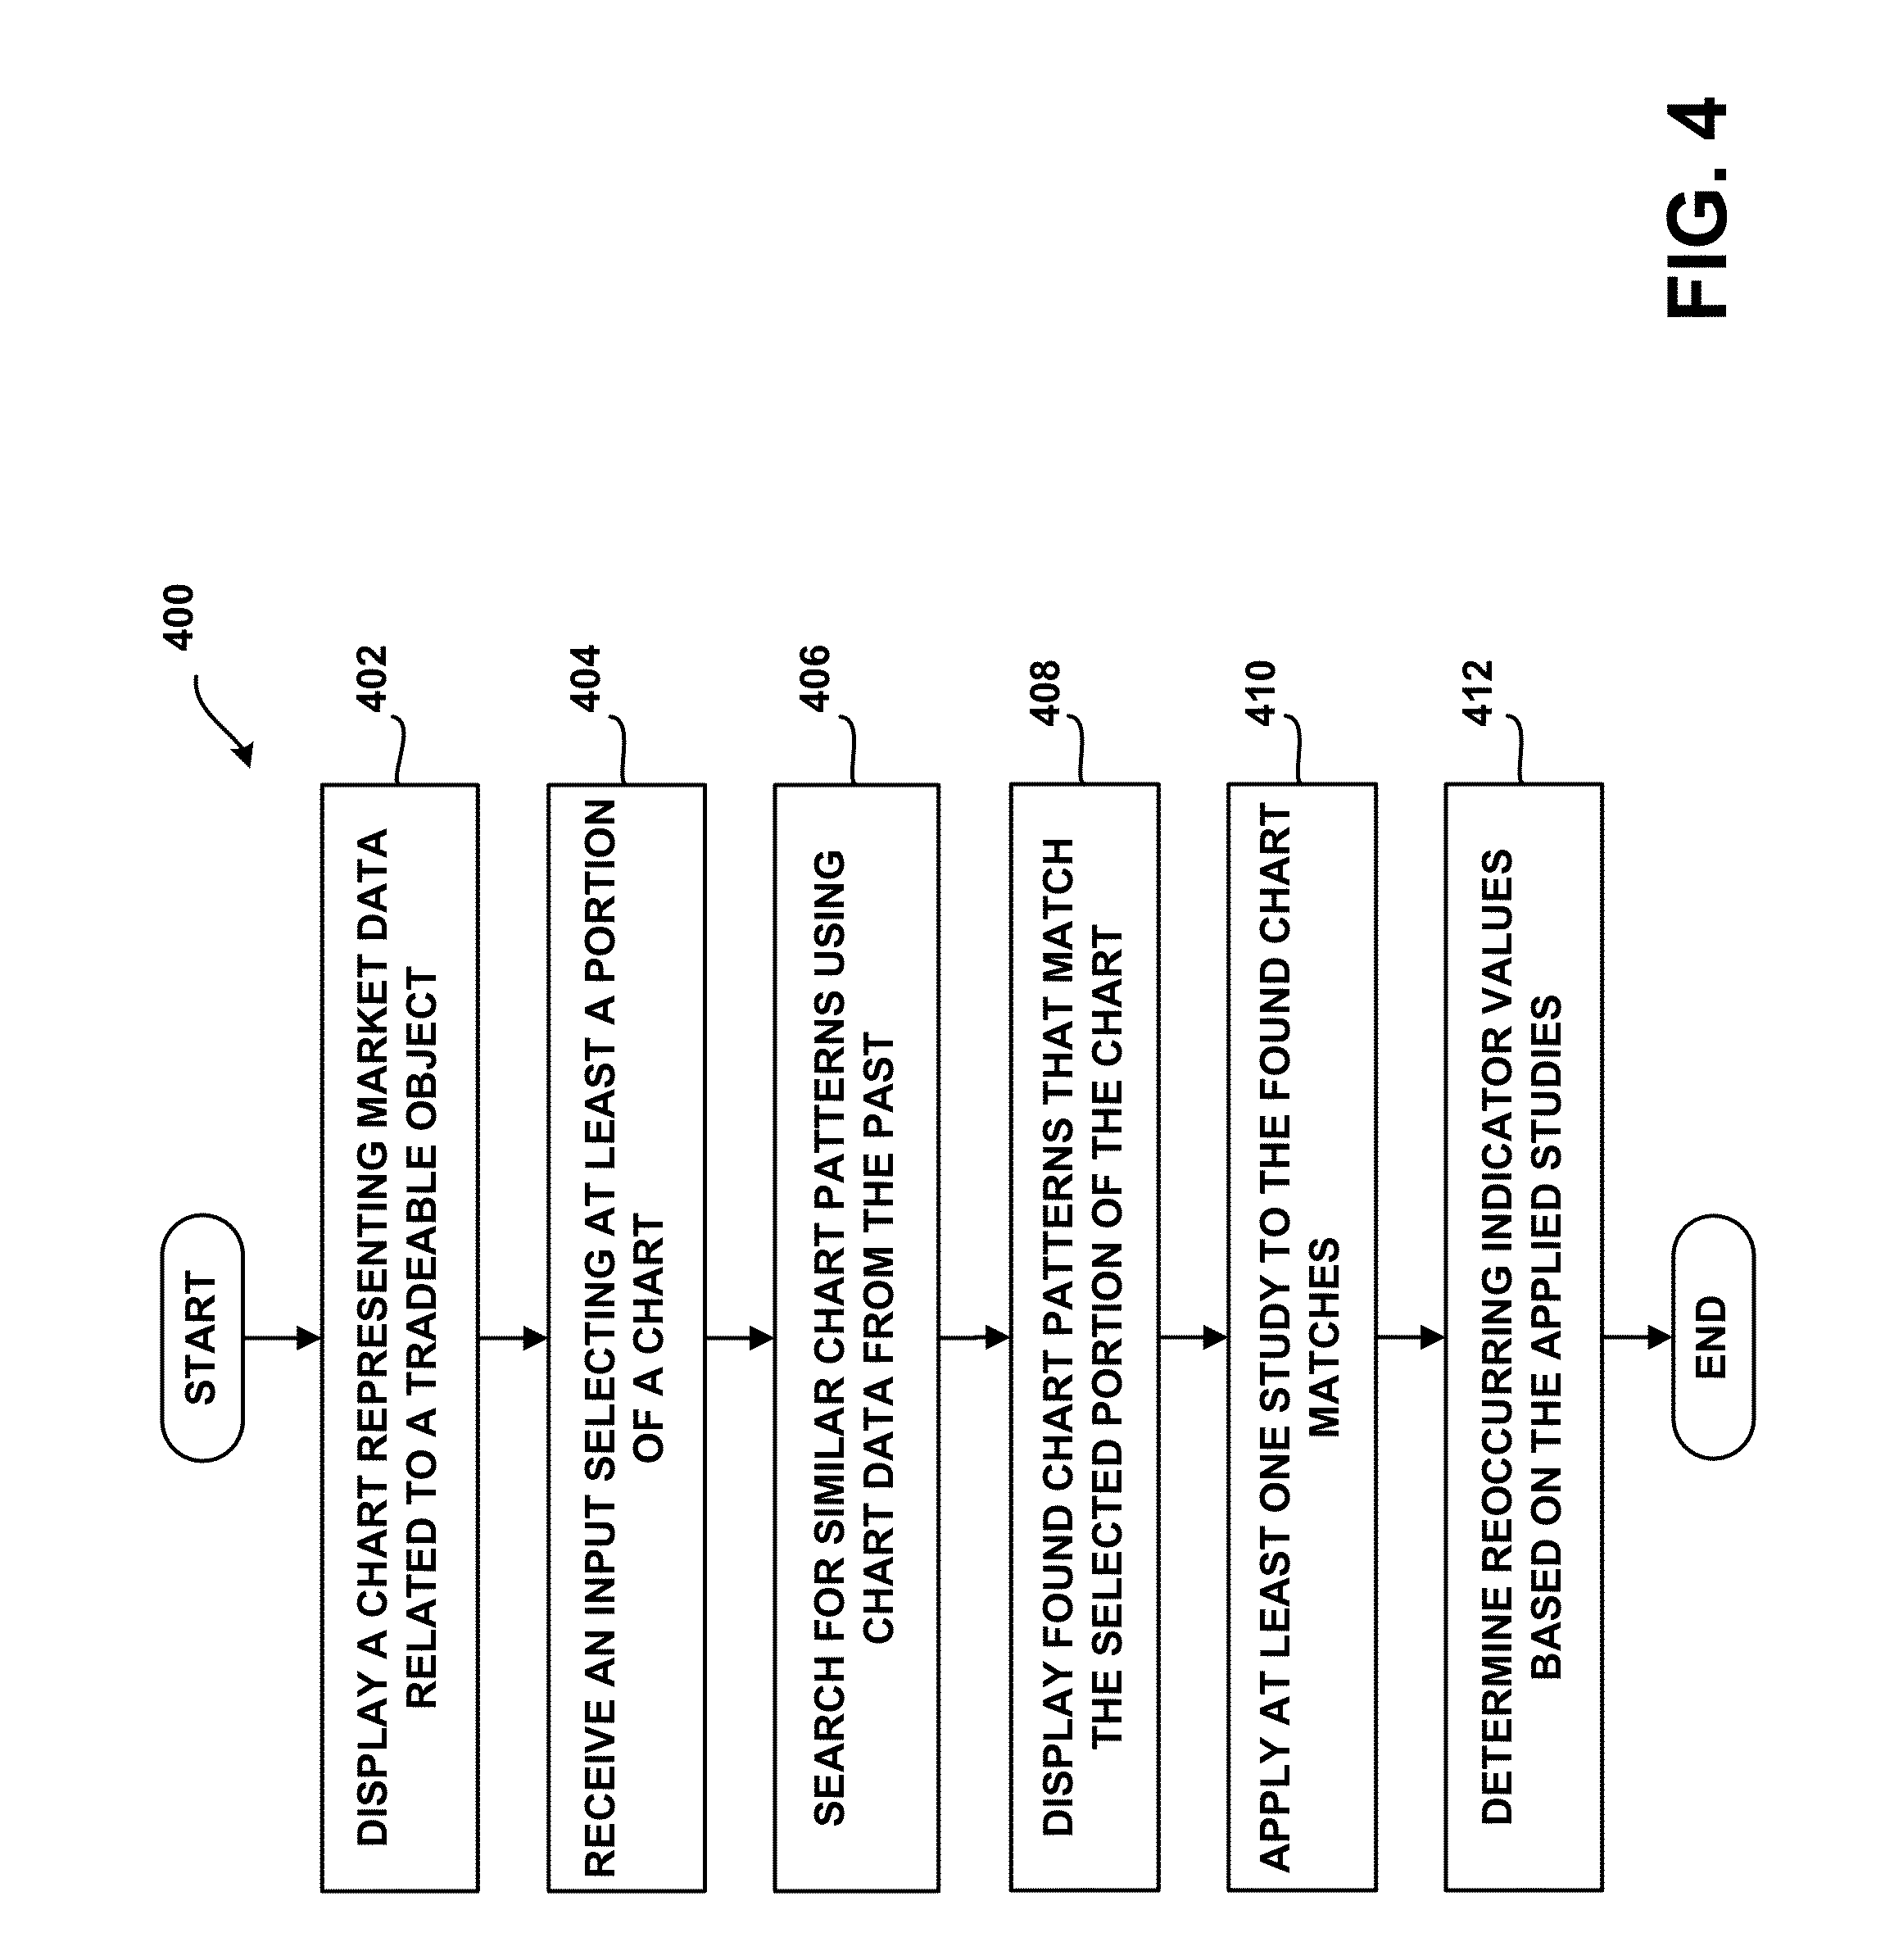 400
START
402
DISPLAY A CHART REPRESENTING MARKET DATA
RELATED TO A TRADEABLE OBJECT
404
RECEIVE AN INPUT SELECTING AT LEAST A PORTION
OF A CHART
406
SEARCH FOR SIMILAR CHART PATTERNS USING
CHART DATA FROM THE PAST
408
DISPLAY FOUND CHART PATTERNS THAT MATCH
THE SELECTED PORTION OF THE CHART
410
APPLY AT LEAST ONE STUDY TO THE FOUND CHART
MATCHES
412
DETERMINE REOCCURRING INDICATOR VALUES
BASED ON THE APPLIED STUDIES
END
FIG. 4